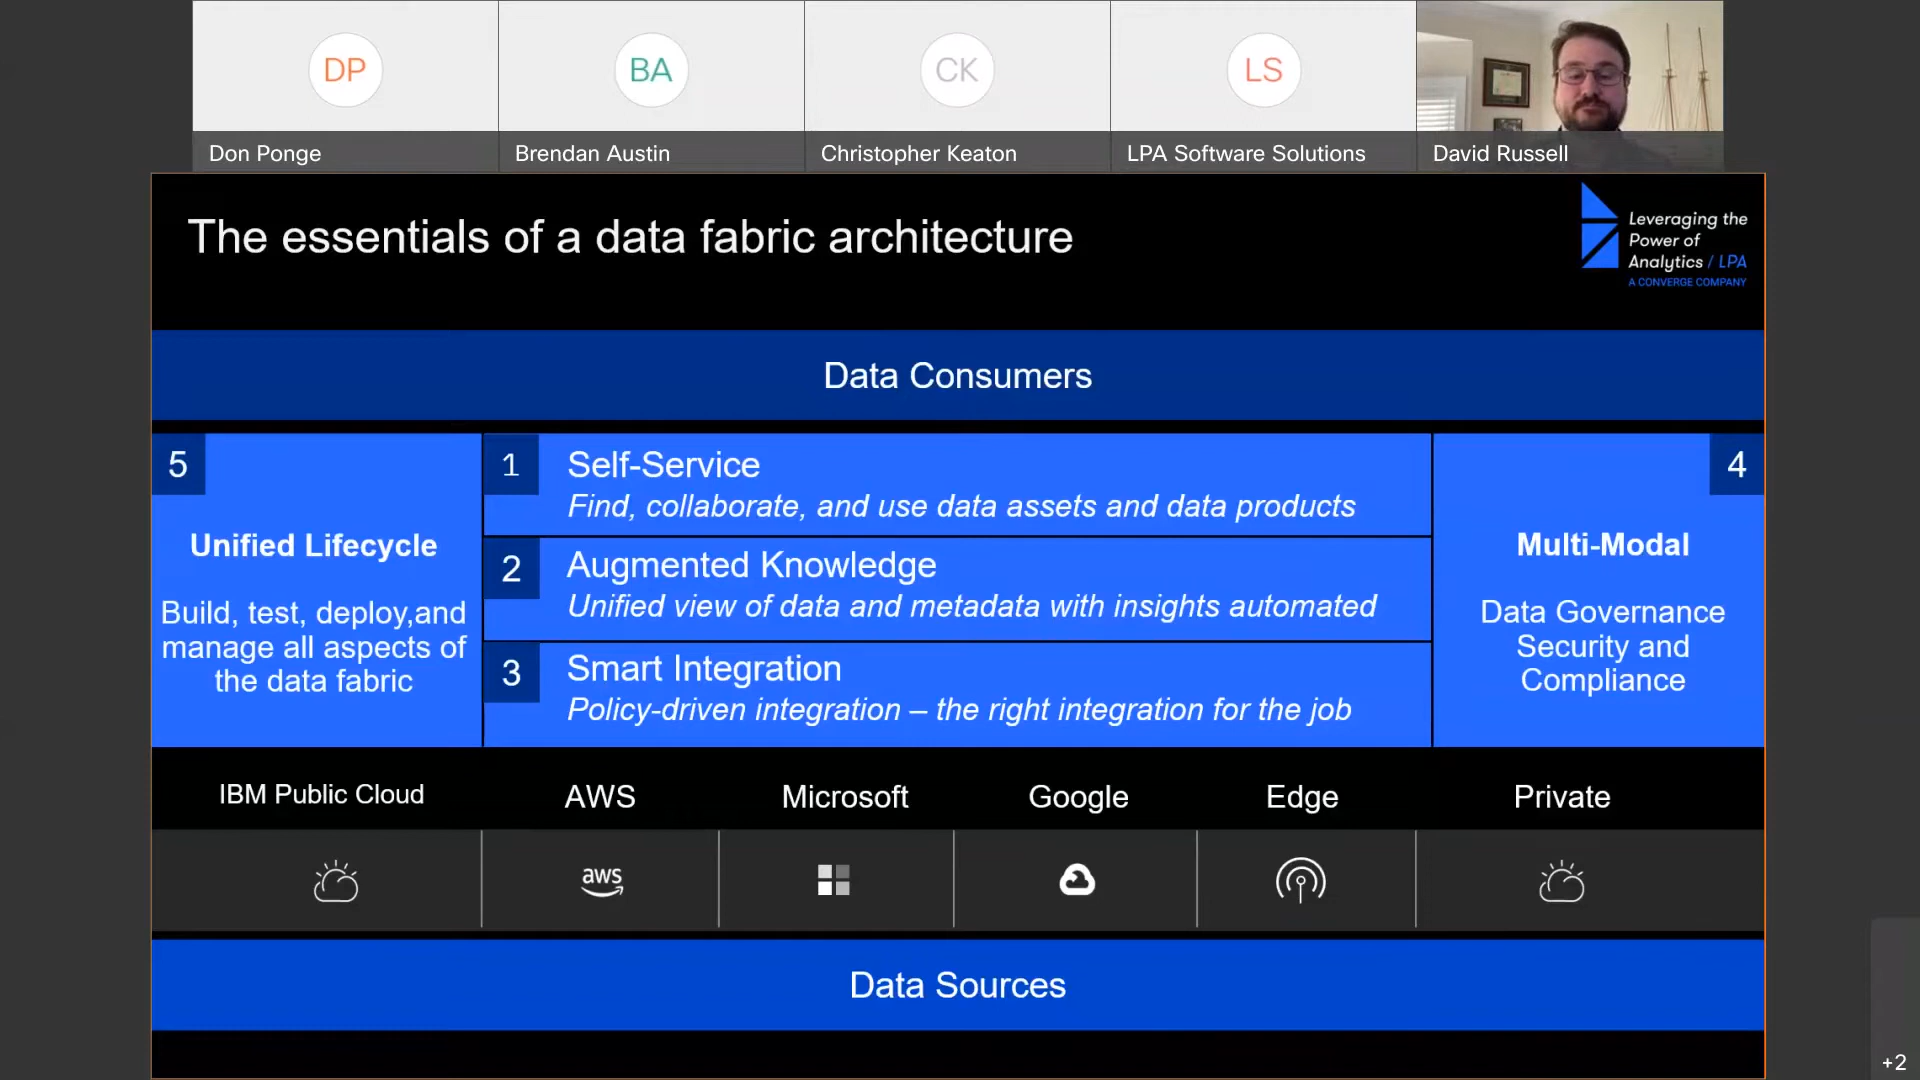 DP
BA
CK
LS
Don Ponge
Brendan Austin
Christopher Keaton
LPA Software Solutions
David Russell
The essentials of a data fabric architecture
Leveraging the
Power of
Analytics / LPA
A CONVERGE COMPANY
Data Consumers
5
Unified Lifecycle
Build, test, deploy,and
manage all aspects of
the data fabric
1
Self-Service
Find, collaborate, and use data assets and data products
2
Augmented Knowledge
Unified view of data and metadata with insights automated
3
Smart Integration
Policy-driven integration – the right integration for the job
4
Multi-Modal
Data Governance
Security and
Compliance
IBM Public Cloud
AWS
Microsoft
Google
Edge
Private
aws
Data Sources
+2